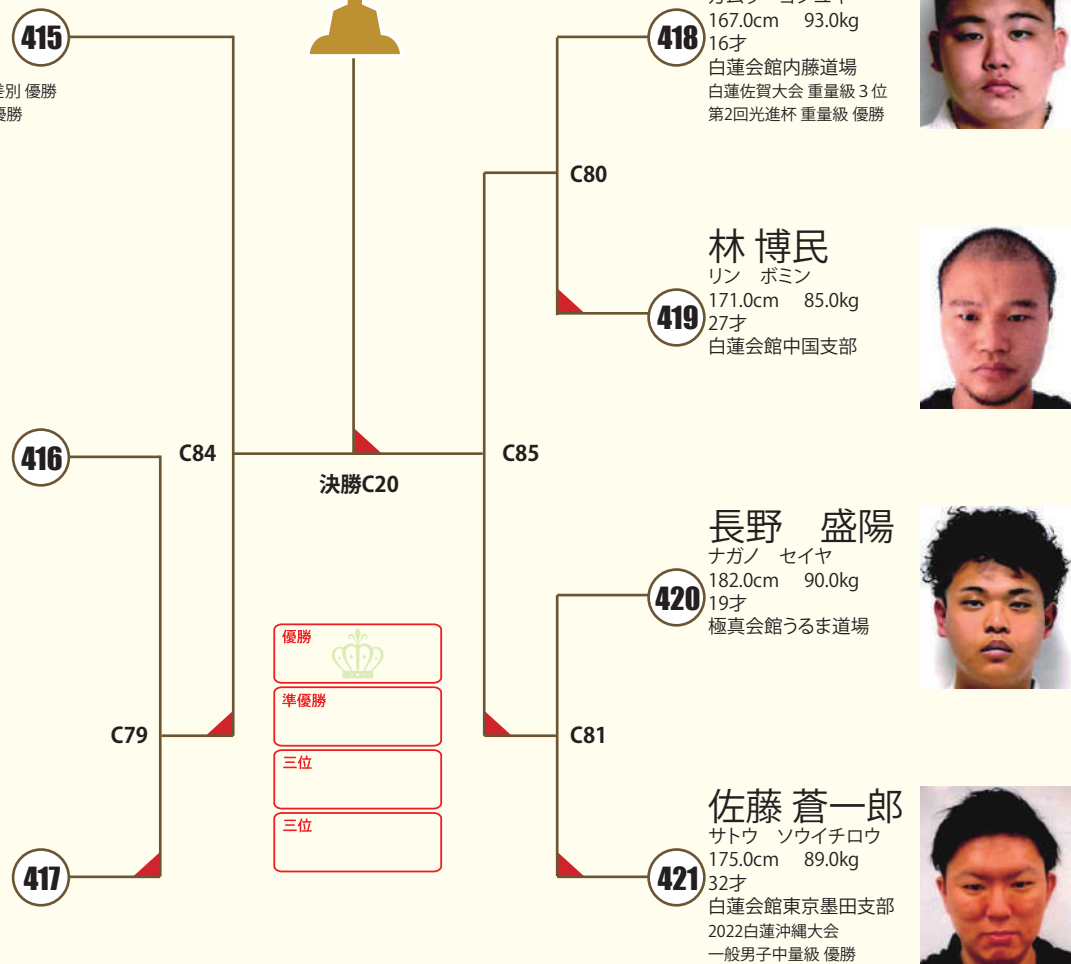 415
差別 優勝
優勝
416
417
C84
C79
決勝C20
優勝
準優勝
三位
三位
C80
C85
C81
418
167.0cm 93.0kg
16才
白蓮会館内藤道場
白蓮佐賀大会 重量級 3 位
第2回光進杯 重量級 優勝
林 博民
リン ボミン
419
171.0cm 85.0kg
27才
白蓮会館中国支部
長野 盛陽
ナガノ セイヤ
420
182.0cm 90.0kg
19才
極真会館うるま道場
佐藤 蒼一郎
サトウ ソウイチロウ
421
175.0cm 89.0kg
32才
白蓮会館東京墨田支部
2022白蓮沖縄大会
一般男子中量級 優勝